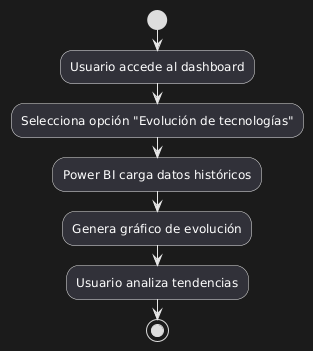 Usuario accede al dashboard
Selecciona opción "Evolución de tecnologías"
Power BI carga datos históricos
Genera gráfico de evolución
Usuario analiza tendencias